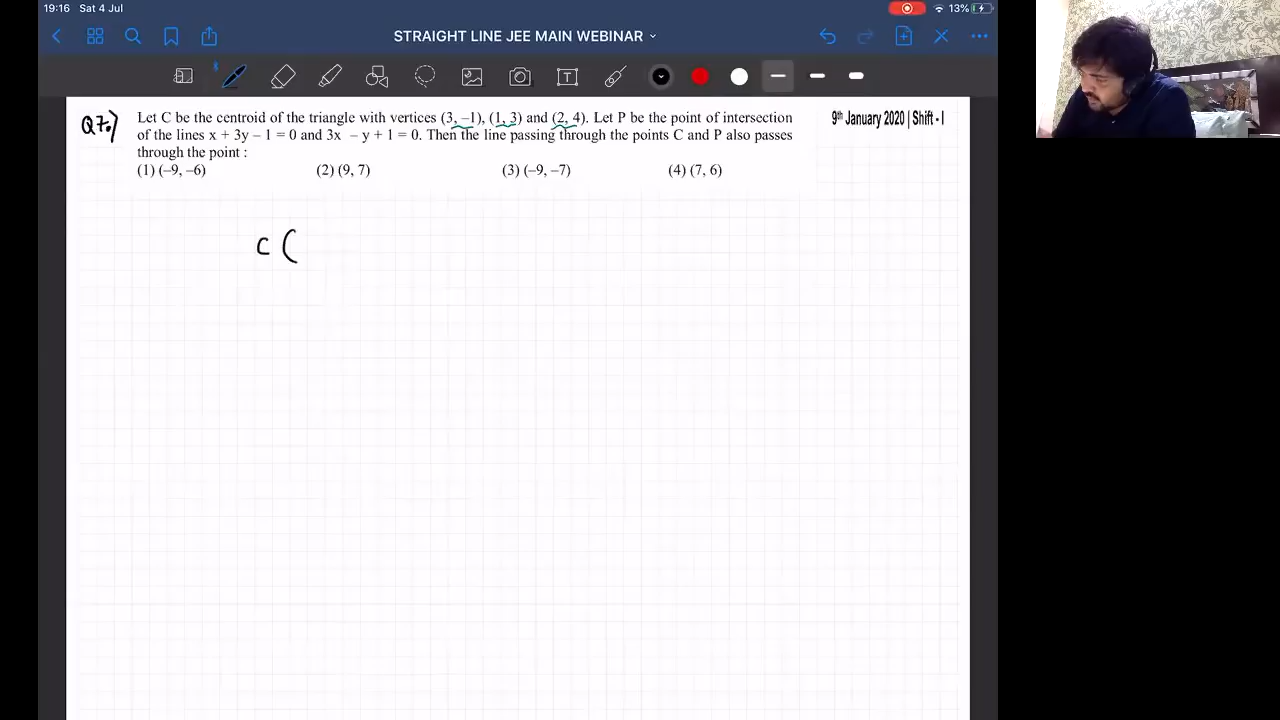 19:16 Sat 4 Jul
13%
STRAIGHT LINE JEE MAIN WEBINAR
Q7.) Let C be the centroid of the triangle with vertices (3, –1), (1, 3) and (2, 4). Let P be the point of intersection 9th January 2020 | Shift - I
of the lines x + 3y – 1 = 0 and 3x – y + 1 = 0. Then the line passing through the points C and P also passes
through the point :
(1) (–9, –6) (2) (9, 7) (3) (–9, –7) (4) (7, 6)
C (